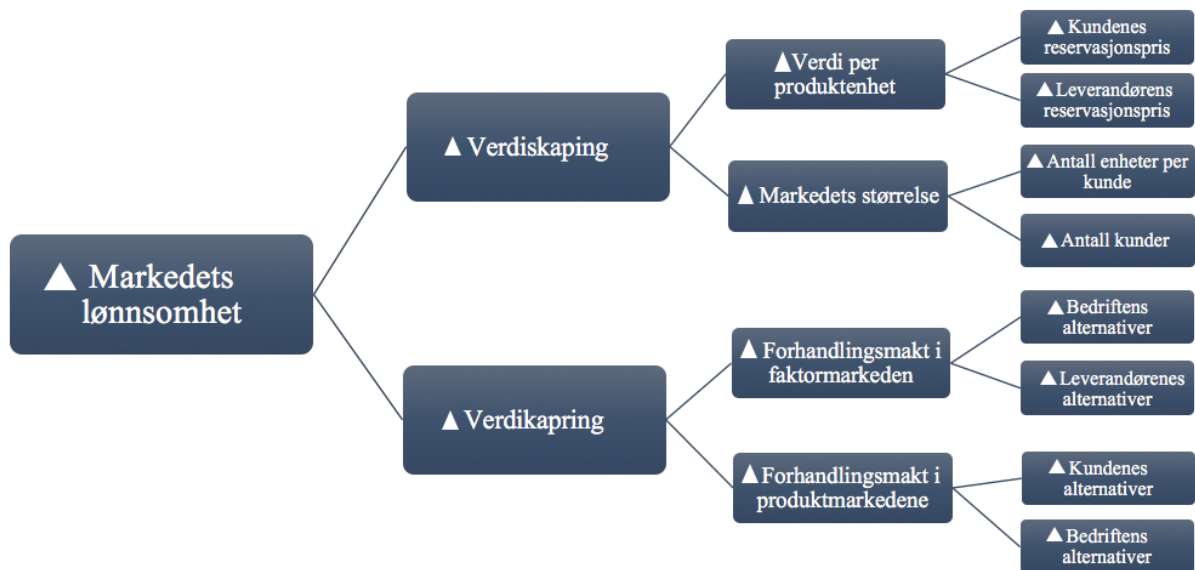 ▲ Markedets
lønnsomhet
▲ Verdiskaping
▲ Verdikapring
▲Verdi per
produktenhet
▲ Markedets størrelse
▲ Forhandlingsmakt i
faktormarkeden
▲ Forhandlingsmakt i
produktmarkedene
▲ Kundenes
reservasjonspris
▲ Leverandørens
reservasjonspris
▲ Antall enheter per
kunde
▲ Antall kunder
▲ Bedriftens
alternativer
▲ Leverandørenes
alternativer
▲ Kundenes
alternativer
▲ Bedriftens
alternativer